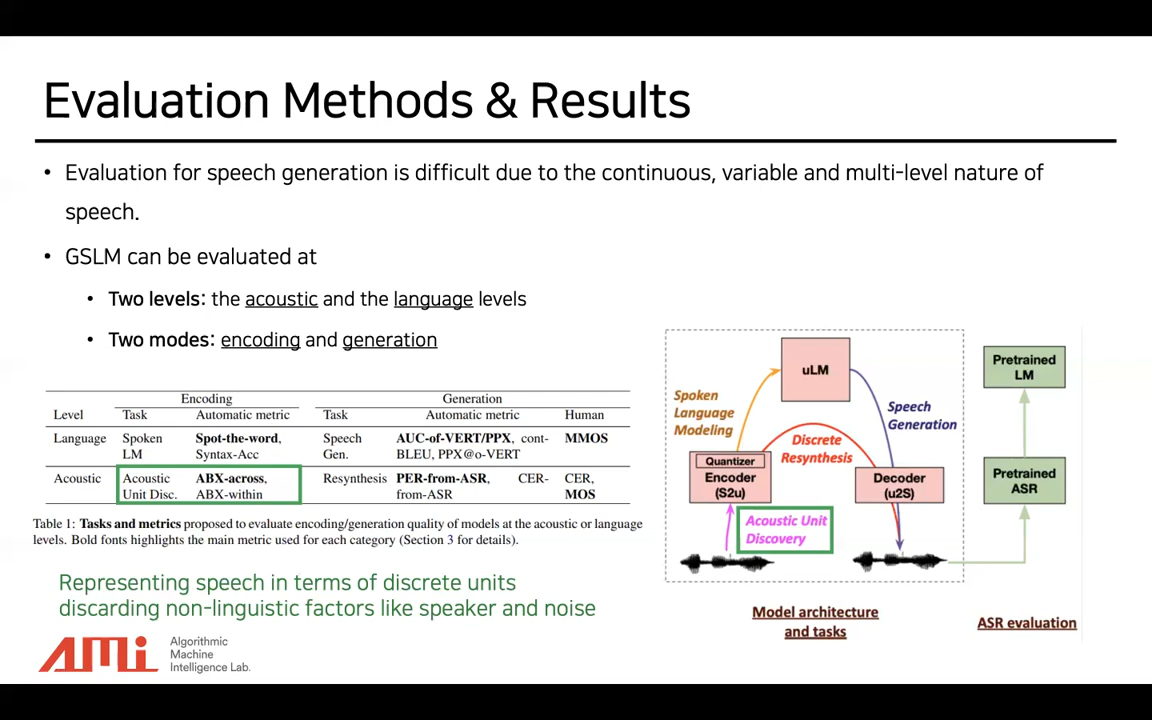 Evaluation Methods & Results
• Evaluation for speech generation is difficult due to the continuous, variable and multi-level nature of
speech.
• GSLM can be evaluated at
• Two levels: the acoustic and the language levels
• Two modes: encoding and generation
Encoding Generation
Level Task Automatic metric Task Automatic metric Human
Language Spoken Spot-the-word, Speech AUC-of-VERT/PPX, cont- MMOS
LM Syntax-Acc Gen. BLEU, PPX@o-VERT
Acoustic Acoustic ABX-across, Resynthesis PER-from-ASR, CER- CER,
Unit Disc. ABX-within from-ASR MOS
Table 1: Tasks and metrics proposed to evaluate encoding/generation quality of models at the acoustic or language
levels. Bold fonts highlights the main metric used for each category (Section 3 for details).
Representing speech in terms of discrete units
discarding non-linguistic factors like speaker and noise
AMi
Algorithmic
Machine
Intelligence Lab.
uLM
Spoken
Language
Modeling
Speech
Generation
Discrete
Resynthesis
Quantizer
Encoder
(S2u)
Decoder
(u2S)
Acoustic Unit
Discovery
Model architecture
and tasks
Pretrained
LM
Pretrained
ASR
ASR evaluation